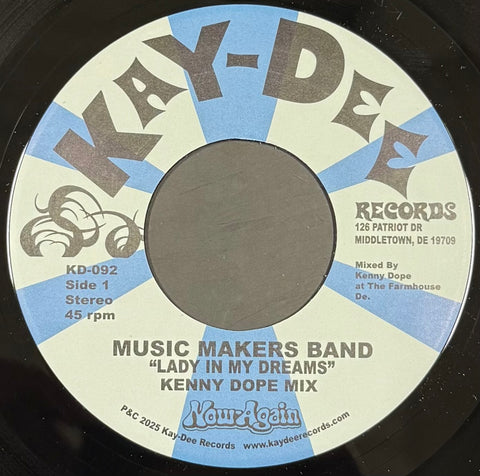 KAY-DEE
RECORDS
126 PATRIOT DR
MIDDLETOWN, DE 19709
KD-092
Side 1
Stereo
45 rpm
Mixed By
Kenny Dope
at The Farmhouse
De.
MUSIC MAKERS BAND
“LADY IN MY DREAMS”
KENNY DOPE MIX
Now-Again
P&C 2025 Kay-Dee Records www.kaydeerecords.com